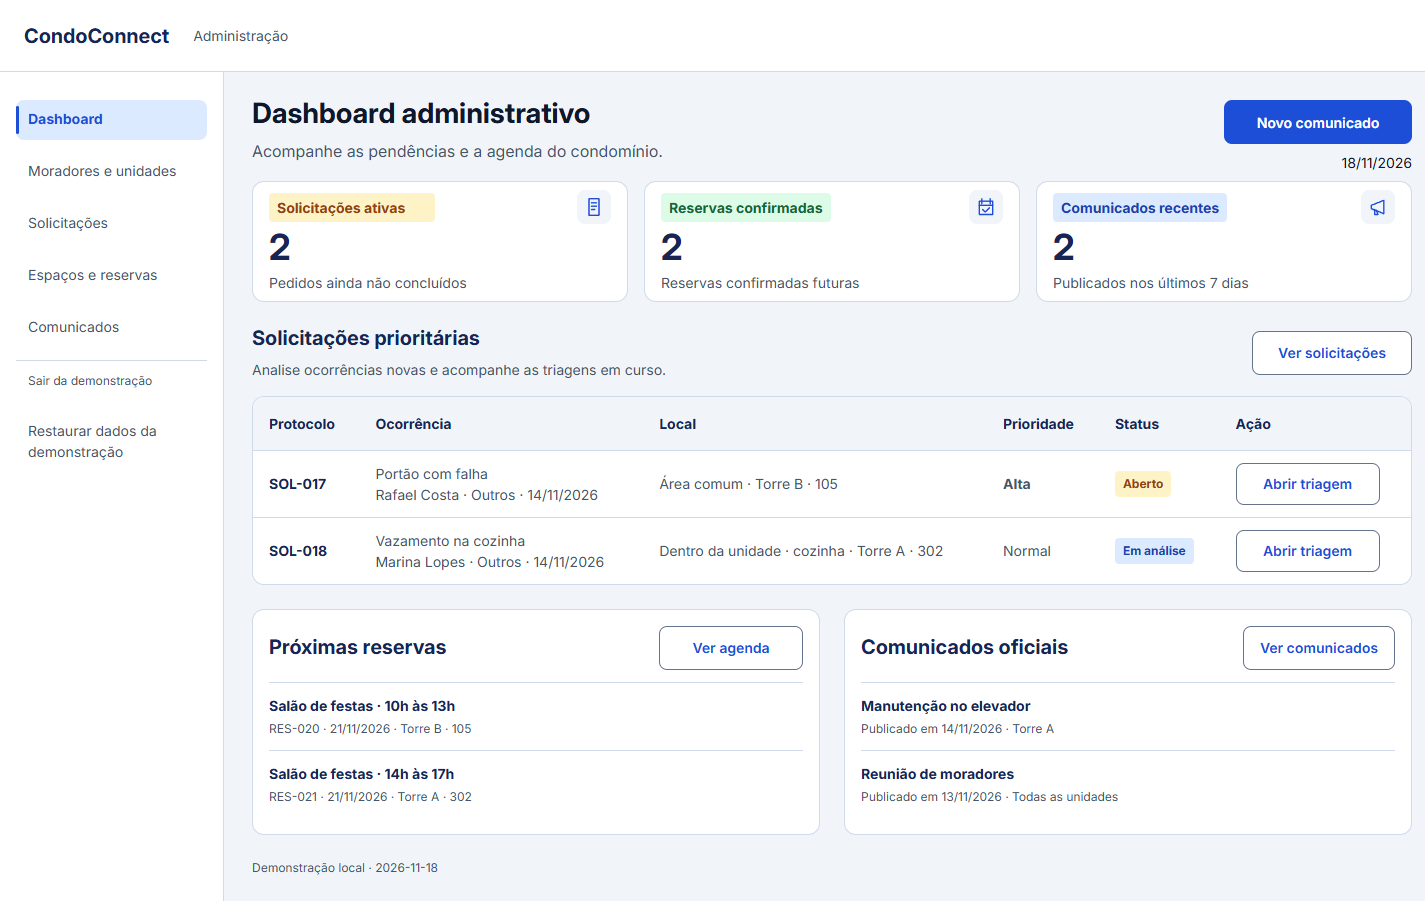 CondoConnect
Administração
Dashboard
Moradores e unidades
Solicitações
Espaços e reservas
Comunicados
Sair da demonstração
Restaurar dados da
demonstração
Dashboard administrativo
Acompanhe as pendências e a agenda do condomínio.
Novo comunicado
18/11/2026
Solicitações ativas
2
Pedidos ainda não concluídos
Reservas confirmadas
2
Reservas confirmadas futuras
Comunicados recentes
2
Publicados nos últimos 7 dias
Solicitações prioritárias
Analise ocorrências novas e acompanhe as triagens em curso.
Ver solicitações
Protocolo Ocorrência Local Prioridade Status Ação
SOL-017
Portão com falha
Rafael Costa · Outros · 14/11/2026
Área comum · Torre B · 105
Alta
Aberto
Abrir triagem
SOL-018
Vazamento na cozinha
Marina Lopes · Outros · 14/11/2026
Dentro da unidade · cozinha · Torre A · 302
Normal
Em análise
Abrir triagem
Próximas reservas
Ver agenda
Salão de festas · 10h às 13h
RES-020 · 21/11/2026 · Torre B · 105
Salão de festas · 14h às 17h
RES-021 · 21/11/2026 · Torre A · 302
Comunicados oficiais
Ver comunicados
Manutenção no elevador
Publicado em 14/11/2026 · Torre A
Reunião de moradores
Publicado em 13/11/2026 · Todas as unidades
Demonstração local · 2026-11-18